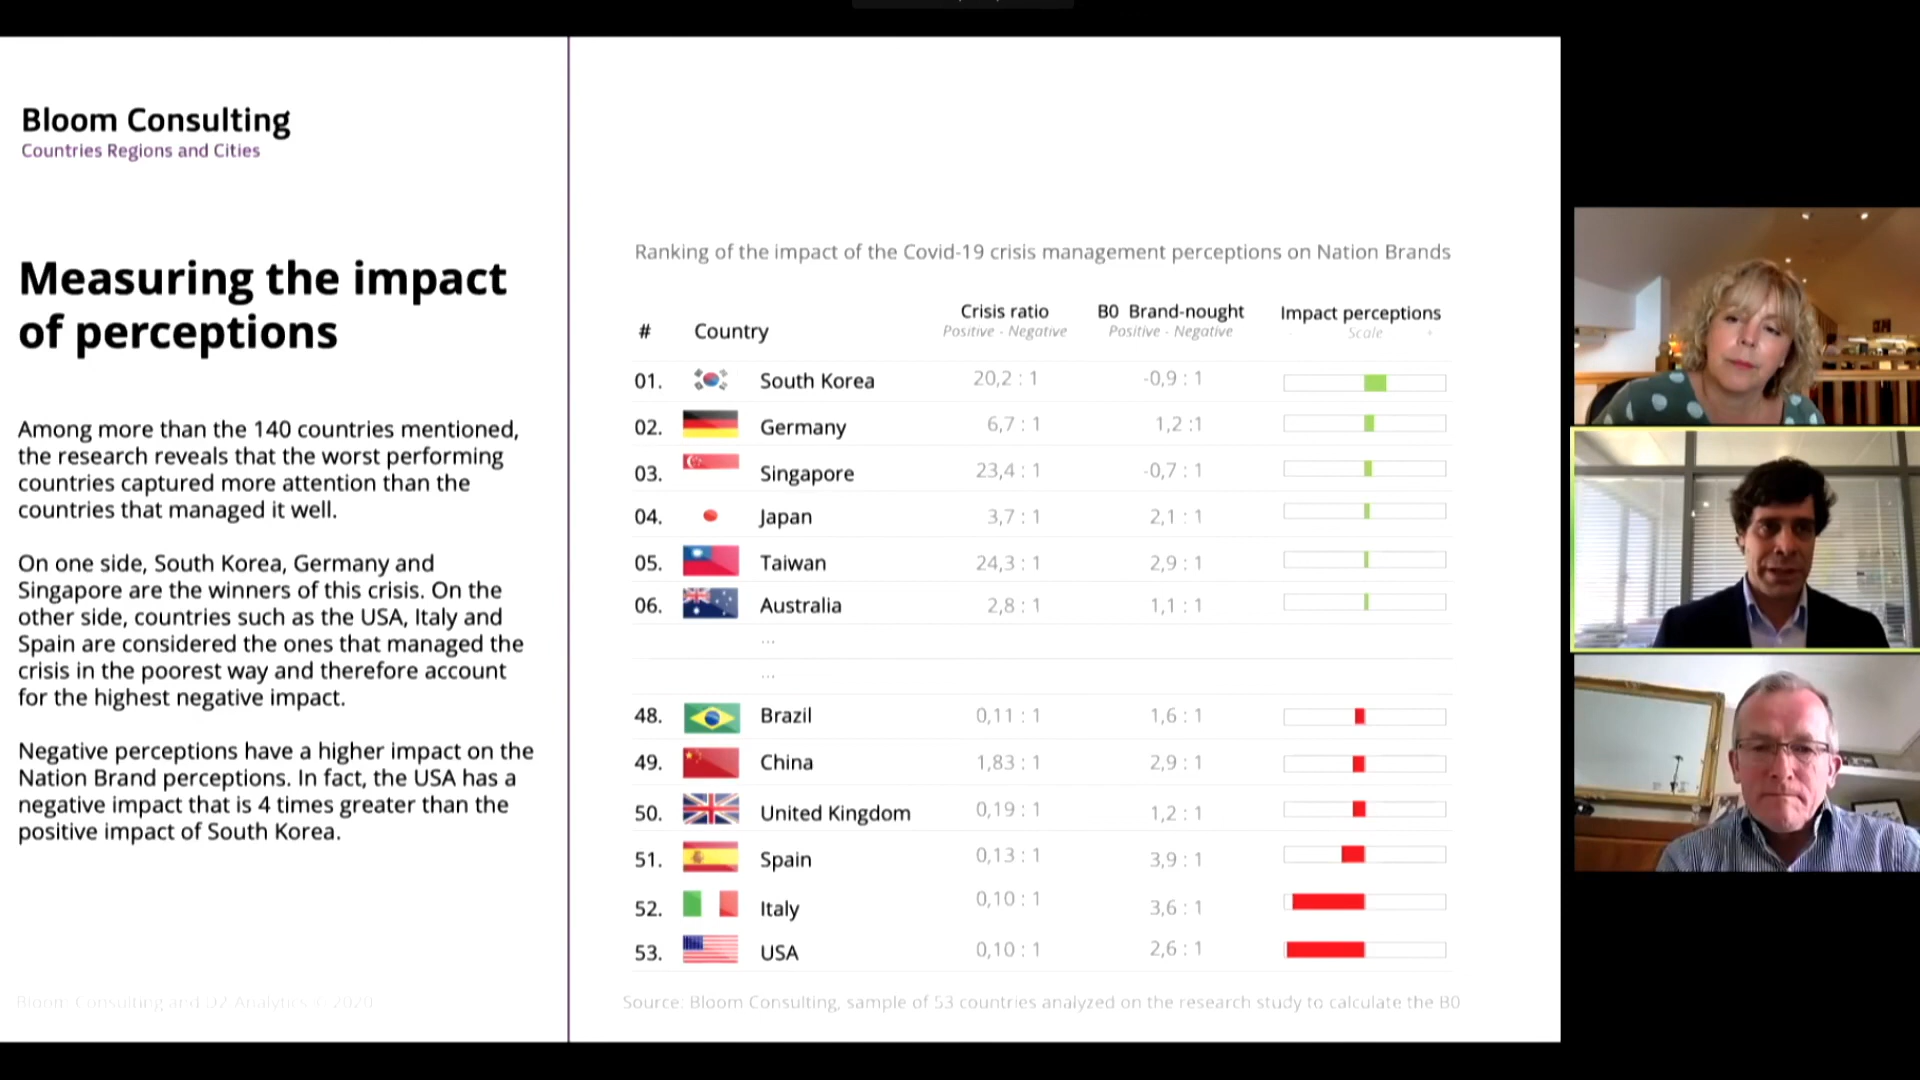 Bloom Consulting
Countries Regions and Cities
Measuring the impact
of perceptions
Among more than the 140 countries mentioned,
the research reveals that the worst performing
countries captured more attention than the
countries that managed it well.
On one side, South Korea, Germany and
Singapore are the winners of this crisis. On the
other side, countries such as the USA, Italy and
Spain are considered the ones that managed the
crisis in the poorest way and therefore account
for the highest negative impact.
Negative perceptions have a higher impact on the
Nation Brand perceptions. In fact, the USA has a
negative impact that is 4 times greater than the
positive impact of South Korea.
Bloom Consulting and D2 Analytics © 2020
Ranking of the impact of the Covid-19 crisis management perceptions on Nation Brands
# Country Crisis ratio B0 Brand-nought Impact perceptions
Positive - Negative Positive - Negative - Scale +
01. South Korea 20,2 : 1 -0,9 : 1
02. Germany 6,7 : 1 1,2 :1
03. Singapore 23,4 : 1 -0,7 : 1
04. Japan 3,7 : 1 2,1 : 1
05. Taiwan 24,3 : 1 2,9 : 1
06. Australia 2,8 : 1 1,1 : 1
...
...
48. Brazil 0,11 : 1 1,6 : 1
49. China 1,83 : 1 2,9 : 1
50. United Kingdom 0,19 : 1 1,2 : 1
51. Spain 0,13 : 1 3,9 : 1
52. Italy 0,10 : 1 3,6 : 1
53. USA 0,10 : 1 2,6 : 1
Source: Bloom Consulting, sample of 53 countries analyzed on the research study to calculate the B0